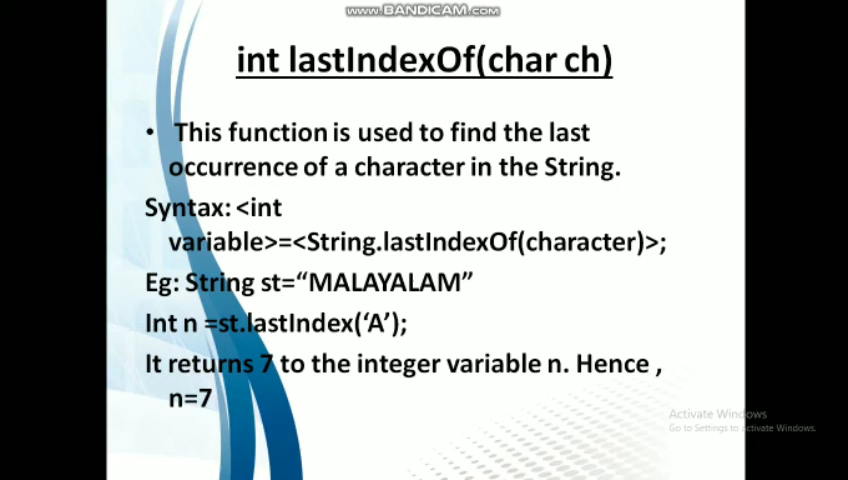 www.BANDICAM.com
int lastIndexOf(char ch)
• This function is used to find the last
occurrence of a character in the String.
Syntax: <int
variable>=<String.lastIndexOf(character)>;
Eg: String st=“MALAYALAM”
Int n =st.lastIndex(‘A’);
It returns 7 to the integer variable n. Hence ,
n=7
Activate Windows
Go to Settings to activate Windows.